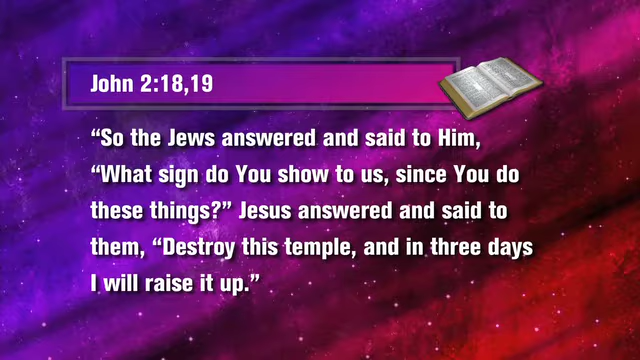 John 2:18,19
“So the Jews answered and said to Him,
“What sign do You show to us, since You do
these things?” Jesus answered and said to
them, “Destroy this temple, and in three days
I will raise it up.”